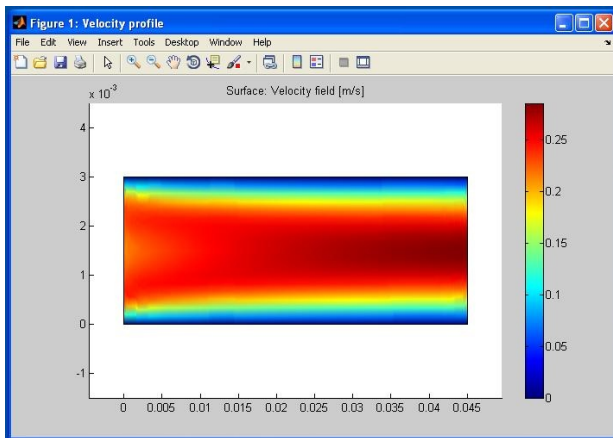 Figure 1: Velocity profile
File Edit View Insert Tools Desktop Window Help
x 10^-3
Surface: Velocity field [m/s]
4
3
2
1
0
-1
0 0.005 0.01 0.015 0.02 0.025 0.03 0.035 0.04 0.045
0.25
0.2
0.15
0.1
0.05
0